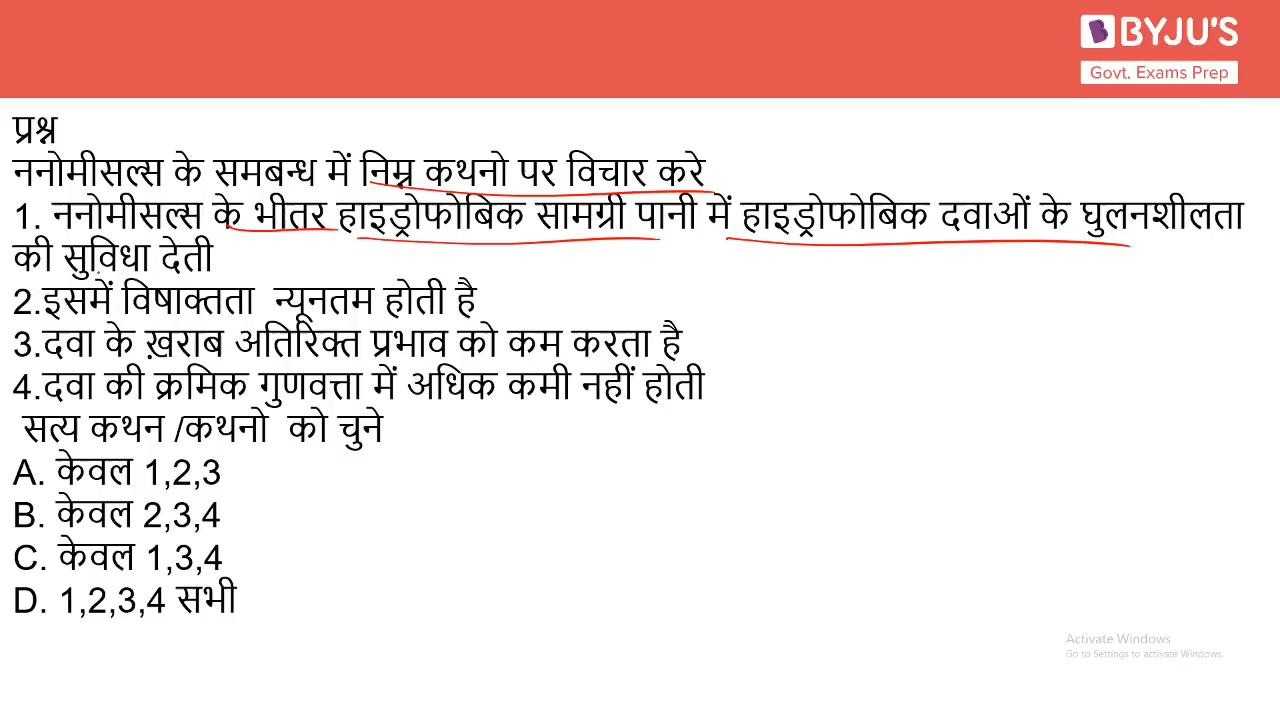 BYJU'S
Govt. Exams Prep
प्रश्न
ननोमीसल्स के समबन्ध में निम्न कथनो पर विचार करे
1. ननोमीसल्स के भीतर हाइड्रोफोबिक सामग्री पानी में हाइड्रोफोबिक दवाओं के घुलनशीलता
की सुविधा देती
2.इसमें विषाक्तता न्यूनतम होती है
3.दवा के ख़राब अतिरिक्त प्रभाव को कम करता है
4.दवा की क्रमिक गुणवत्ता में अधिक कमी नहीं होती
सत्य कथन /कथनो को चुने
A. केवल 1,2,3
B. केवल 2,3,4
C. केवल 1,3,4
D. 1,2,3,4 सभी
Activate Windows
Go to Settings to activate Windows.